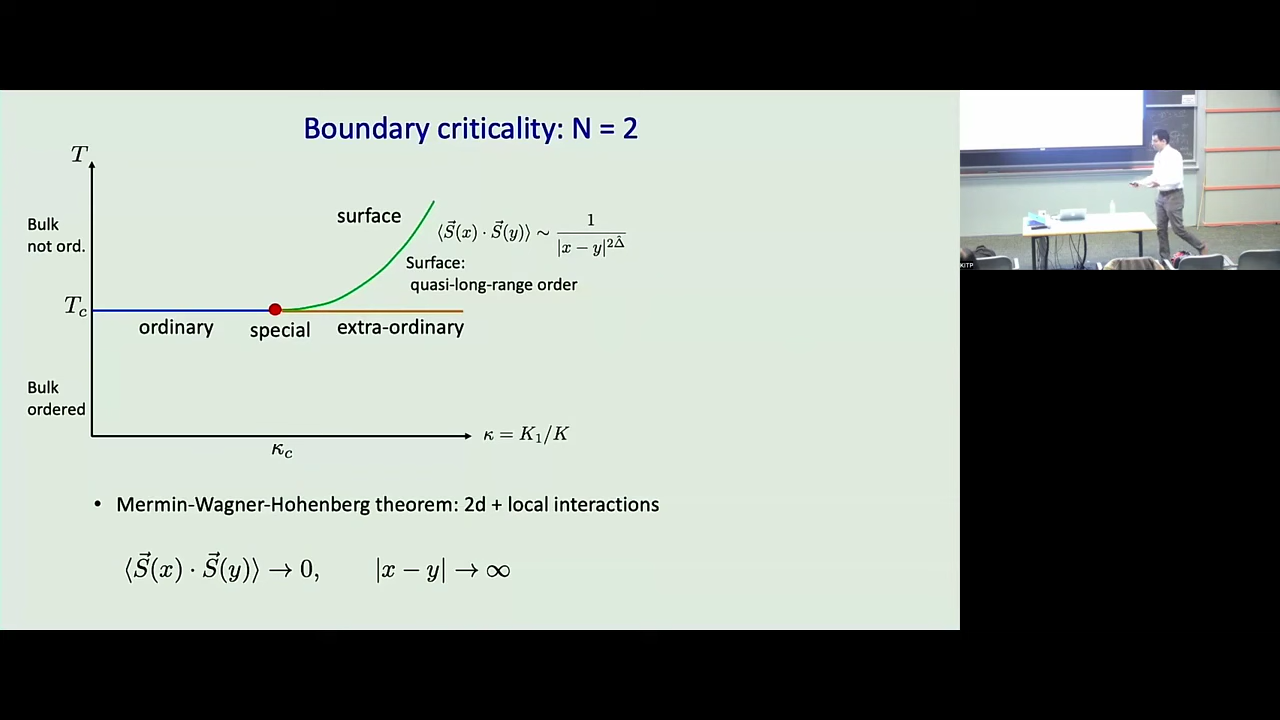 Boundary criticality: N = 2
T
Bulk
not ord.
surface
⟨S⃗(x) · S⃗(y)⟩ ∼ 1 / |x − y|^{2Δ̂}
Surface:
quasi-long-range order
T_c
ordinary
special
extra-ordinary
Bulk
ordered
κ = K₁/K
κ_c
• Mermin-Wagner-Hohenberg theorem: 2d + local interactions
⟨S⃗(x) · S⃗(y)⟩ → 0, |x − y| → ∞
KITP